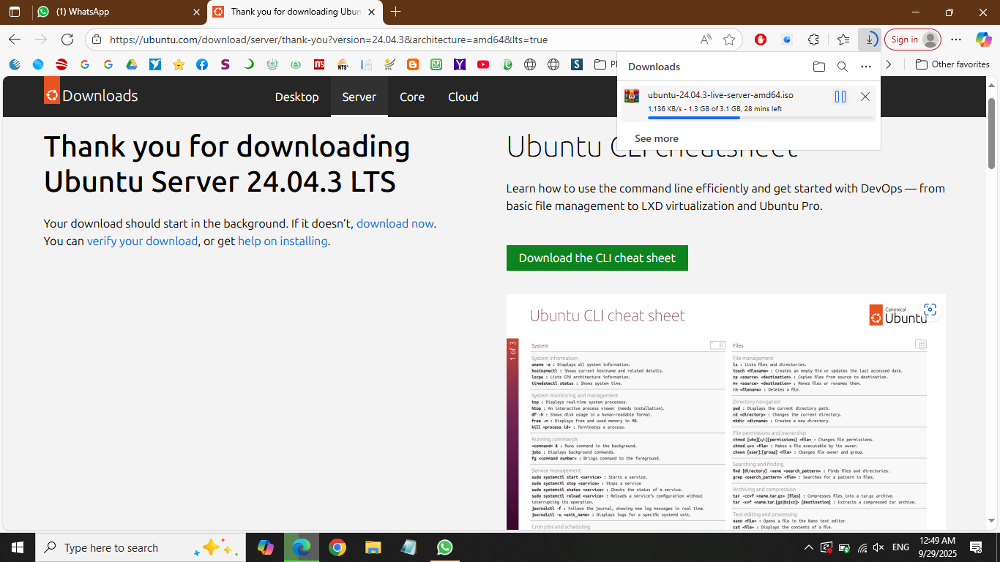 (1) WhatsApp
Thank you for downloading Ubun
https://ubuntu.com/download/server/thank-you?version=24.04.3&architecture=amd64&lts=true
Sign in
Other favorites
Downloads
ubuntu-24.04.3-live-server-amd64.iso
1,136 KB/s - 1.3 GB of 3.1 GB, 28 mins left
See more
Downloads
Desktop
Server
Core
Cloud
Thank you for downloading
Ubuntu Server 24.04.3 LTS
Your download should start in the background. If it doesn’t, download now.
You can verify your download, or get help on installing.
Ubuntu CLI cheatsheet
Learn how to use the command line efficiently and get started with DevOps — from
basic file management to LXD virtualization and Ubuntu Pro.
Download the CLI cheat sheet
Ubuntu CLI cheat sheet
Canonical
Ubuntu
1 of 3
System
System information
uname -a : Displays all system information.
hostnamectl : Shows current hostname and related details.
lscpu : Lists CPU architecture information.
timedatectl status : Shows system time.
System monitoring and management
top : Displays real-time system processes.
htop : An interactive process viewer (needs installation).
df -h : Shows disk usage in a human-readable format.
free -m : Displays free and used memory in MB.
kill <process id> : Terminates a process.
Running commands
<command> & : Runs command in the background.
jobs : Displays background commands.
fg <command number> : Brings command to the foreground.
Service management
sudo systemctl start <service> : Starts a service.
sudo systemctl stop <service> : Stops a service
sudo systemctl status <service> : Checks the status of a service.
sudo systemctl reload <service> : Reloads a service’s configuration without
interrupting its operation.
journalctl -f : Follows the journal, showing new log messages in real time.
journalctl -u <unit_name> : Displays logs for a specific systemd unit.
Cron jobs and scheduling
Files
File management
ls : Lists files and directories.
touch <filename> : Creates an empty file or updates the last accessed date.
cp <source> <destination> : Copies files from source to destination.
mv <source> <destination> : Moves files or renames them.
rm <filename> : Deletes a file.
Directory navigation
pwd : Displays the current directory path.
cd <directory> : Changes the current directory.
mkdir <dirname> : Creates a new directory.
File permissions and ownership
chmod [who][+/-][permissions] <file> : Changes file permissions.
chmod u+x <file> : Makes a file executable by its owner.
chown [user]:[group] <file> : Changes file owner and group.
Searching and finding
find [directory] -name <search_pattern> : Finds files and directories.
grep <search_pattern> <file> : Searches for a pattern in files.
Archiving and compression
tar -czvf <name.tar.gz> [files] : Compresses files into a tar.gz archive.
tar -xvf <name.tar.[gz|bz|xz]> [destination] : Extracts a compressed tar archive.
Text editing and processing
nano <file> : Opens a file in the Nano text editor.
cat <file> : Displays the contents of a file.
Type here to search
ENG
12:49 AM
9/29/2025